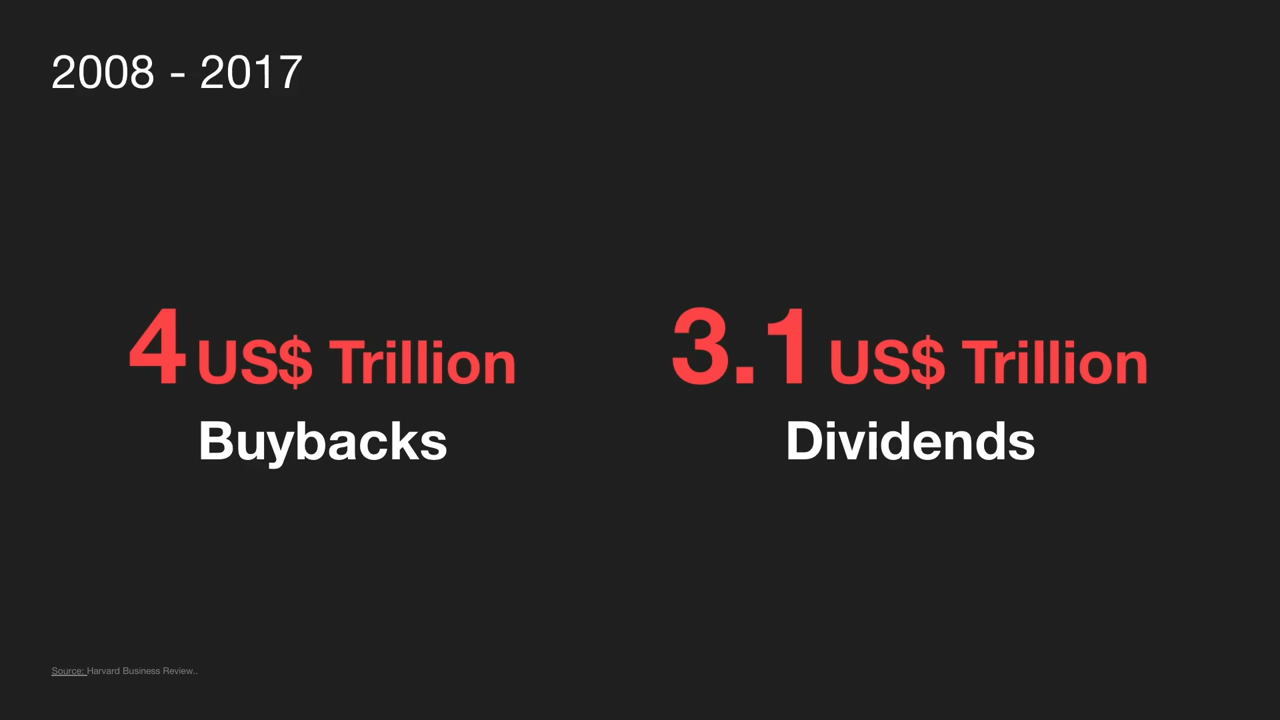 2008 - 2017
4 US$ Trillion
Buybacks
3.1 US$ Trillion
Dividends
Source: Harvard Business Review..